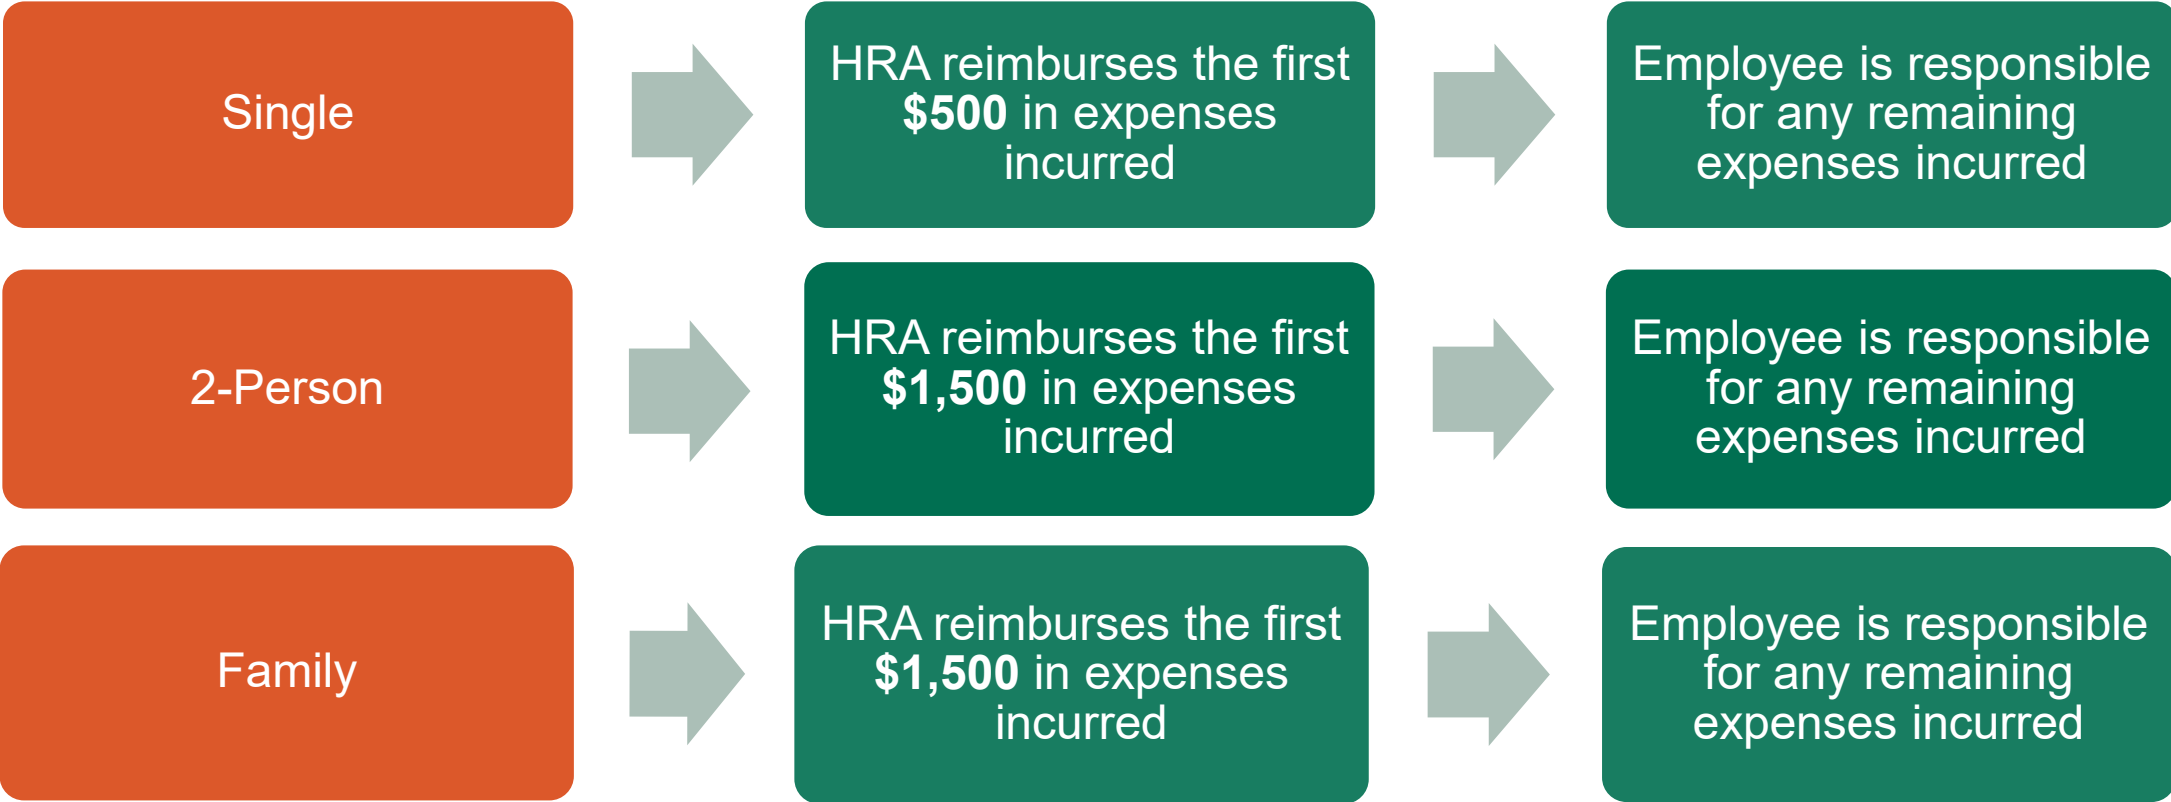 Single
HRA reimburses the first
$500 in expenses
incurred
Employee is responsible
for any remaining
expenses incurred
2-Person
HRA reimburses the first
$1,500 in expenses
incurred
Employee is responsible
for any remaining
expenses incurred
Family
HRA reimburses the first
$1,500 in expenses
incurred
Employee is responsible
for any remaining
expenses incurred